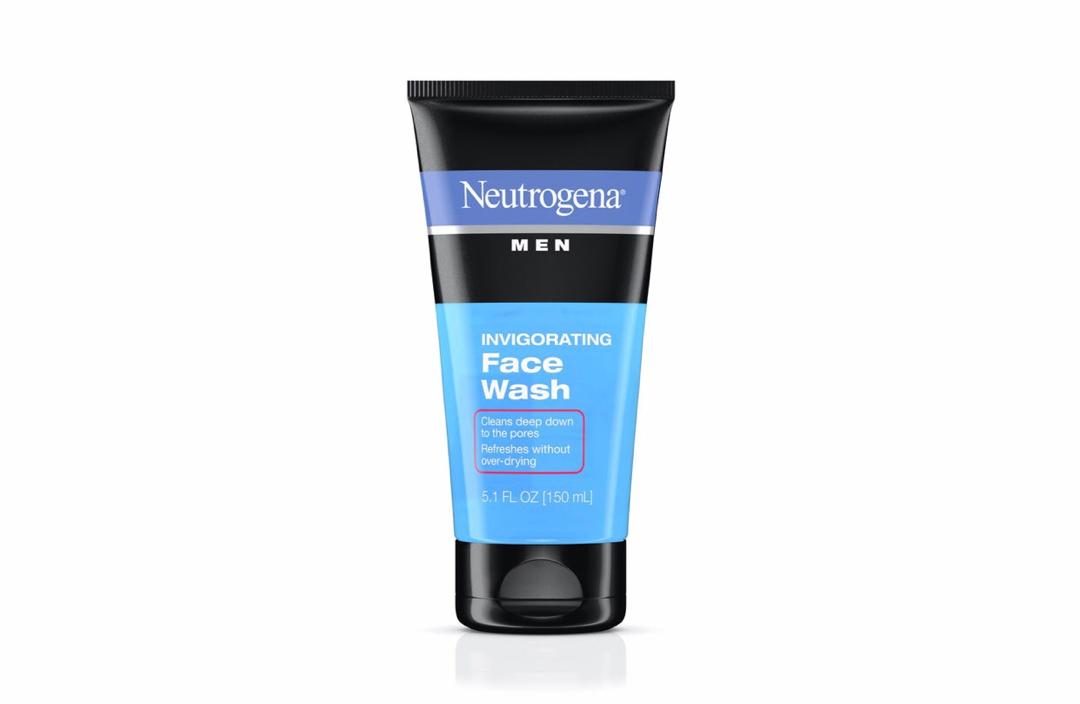 Neutrogena®
MEN
INVIGORATING
Face
Wash
Cleans deep down
to the pores
Refreshes without
over-drying
5.1 FL OZ [150 mL]